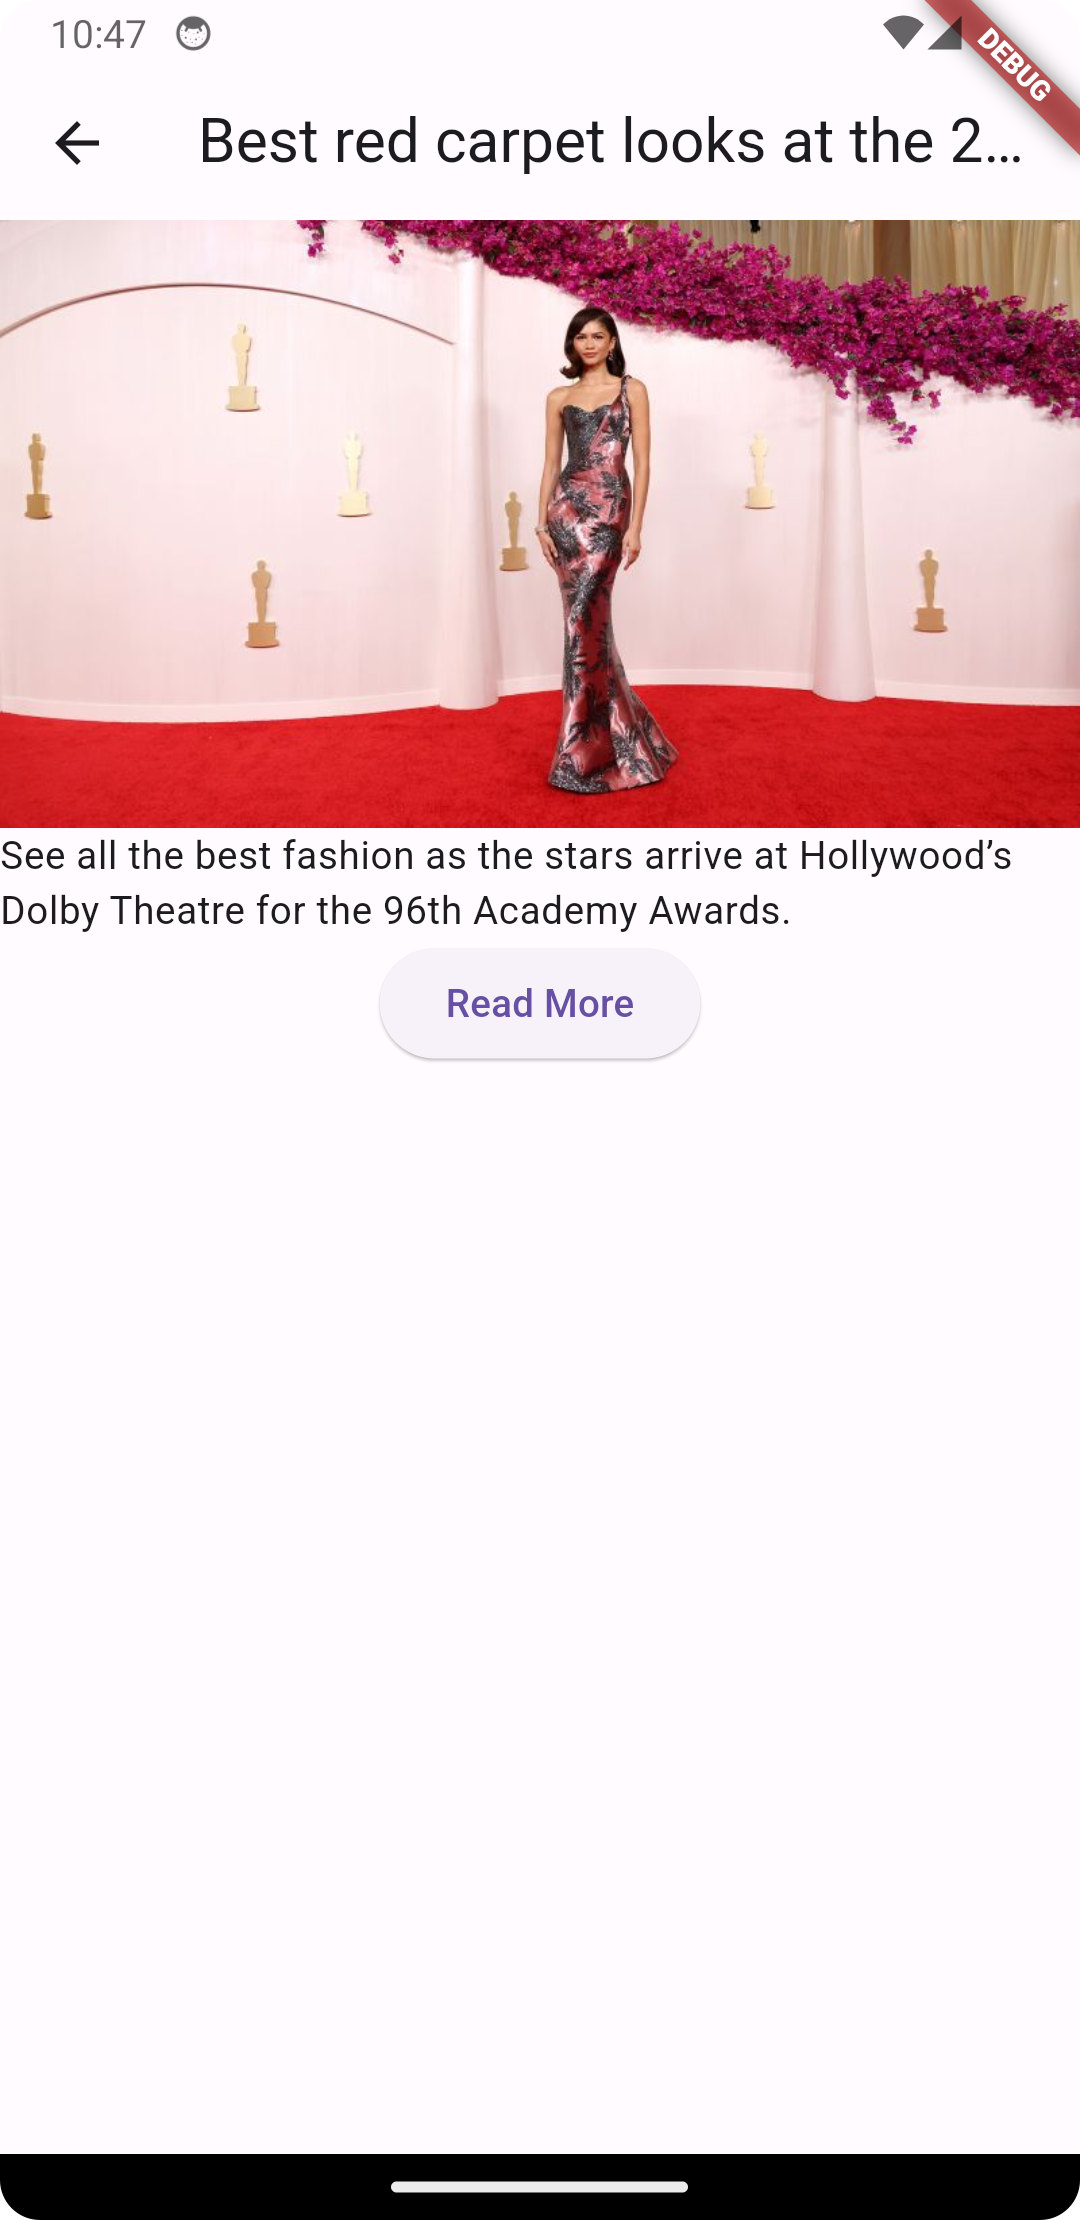 10:47
DEBUG
Best red carpet looks at the 2...
See all the best fashion as the stars arrive at Hollywood’s
Dolby Theatre for the 96th Academy Awards.
Read More